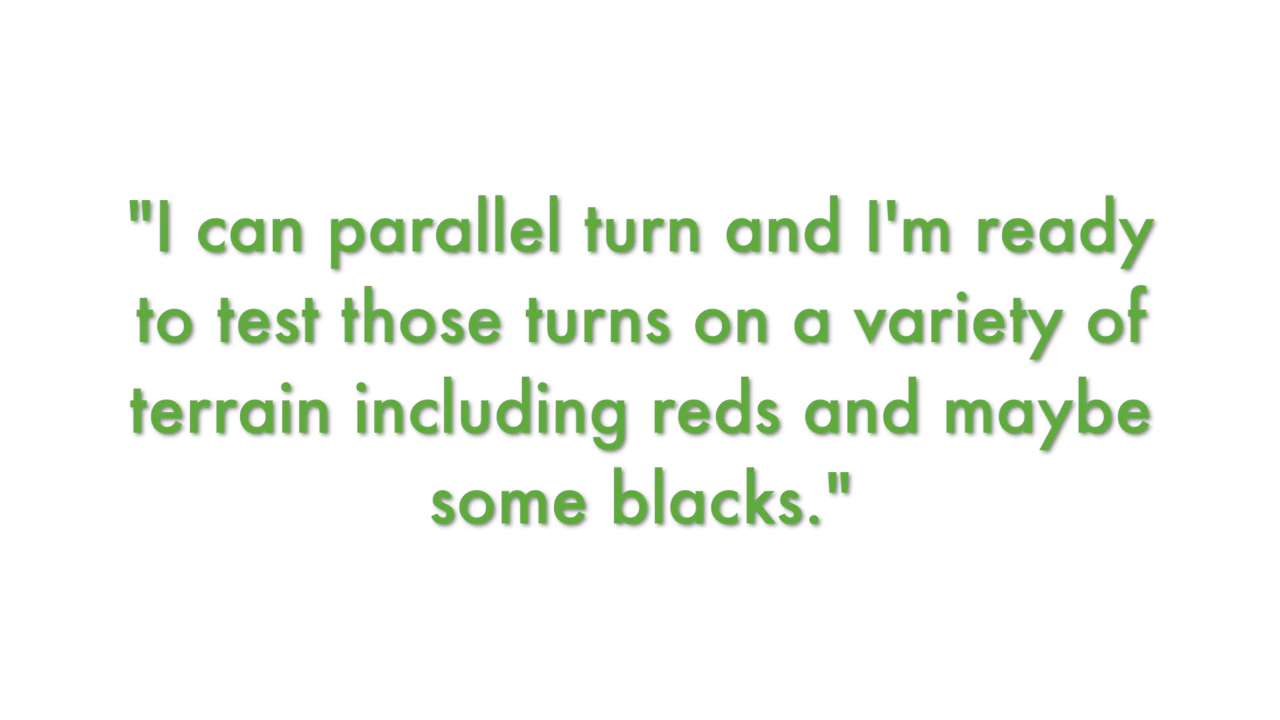 "I can parallel turn and I'm ready
to test those turns on a variety of
terrain including reds and maybe
some blacks."